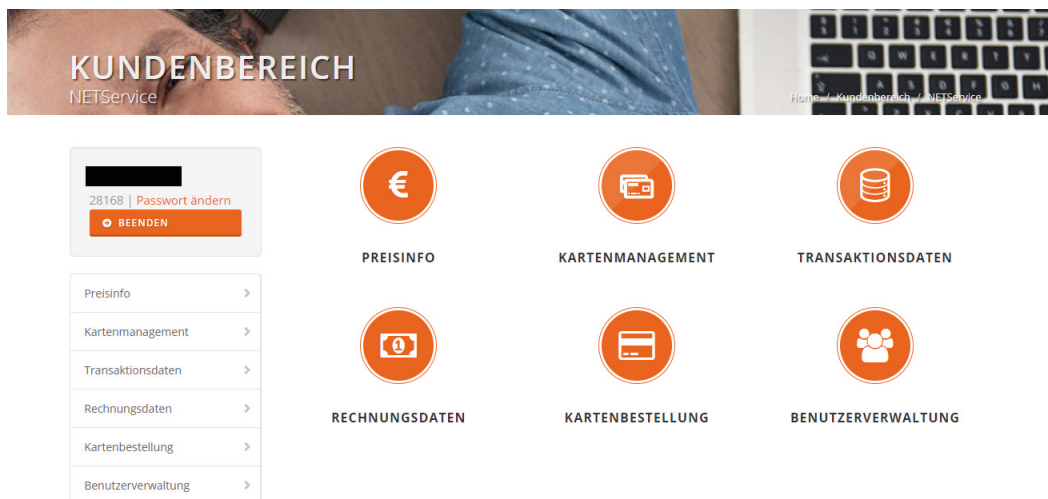 KUNDENBEREICH
NETService
Home / Kundenbereich / NETService
28168 | Passwort ändern
BEENDEN
Preisinfo
Kartenmanagement
Transaktionsdaten
Rechnungsdaten
Kartenbestellung
Benutzerverwaltung
€
PREISINFO
KARTENMANAGEMENT
TRANSAKTIONSDATEN
1
RECHNUNGSDATEN
KARTENBESTELLUNG
BENUTZERVERWALTUNG